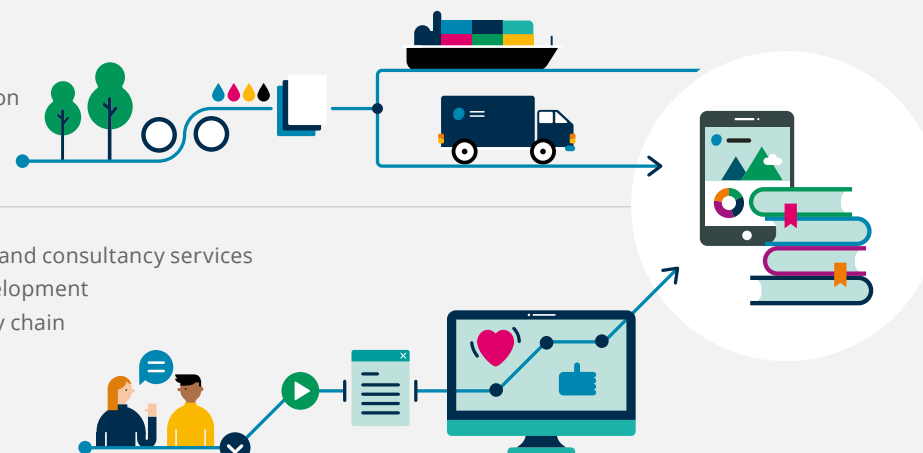 on
and consultancy services
elopment
y chain